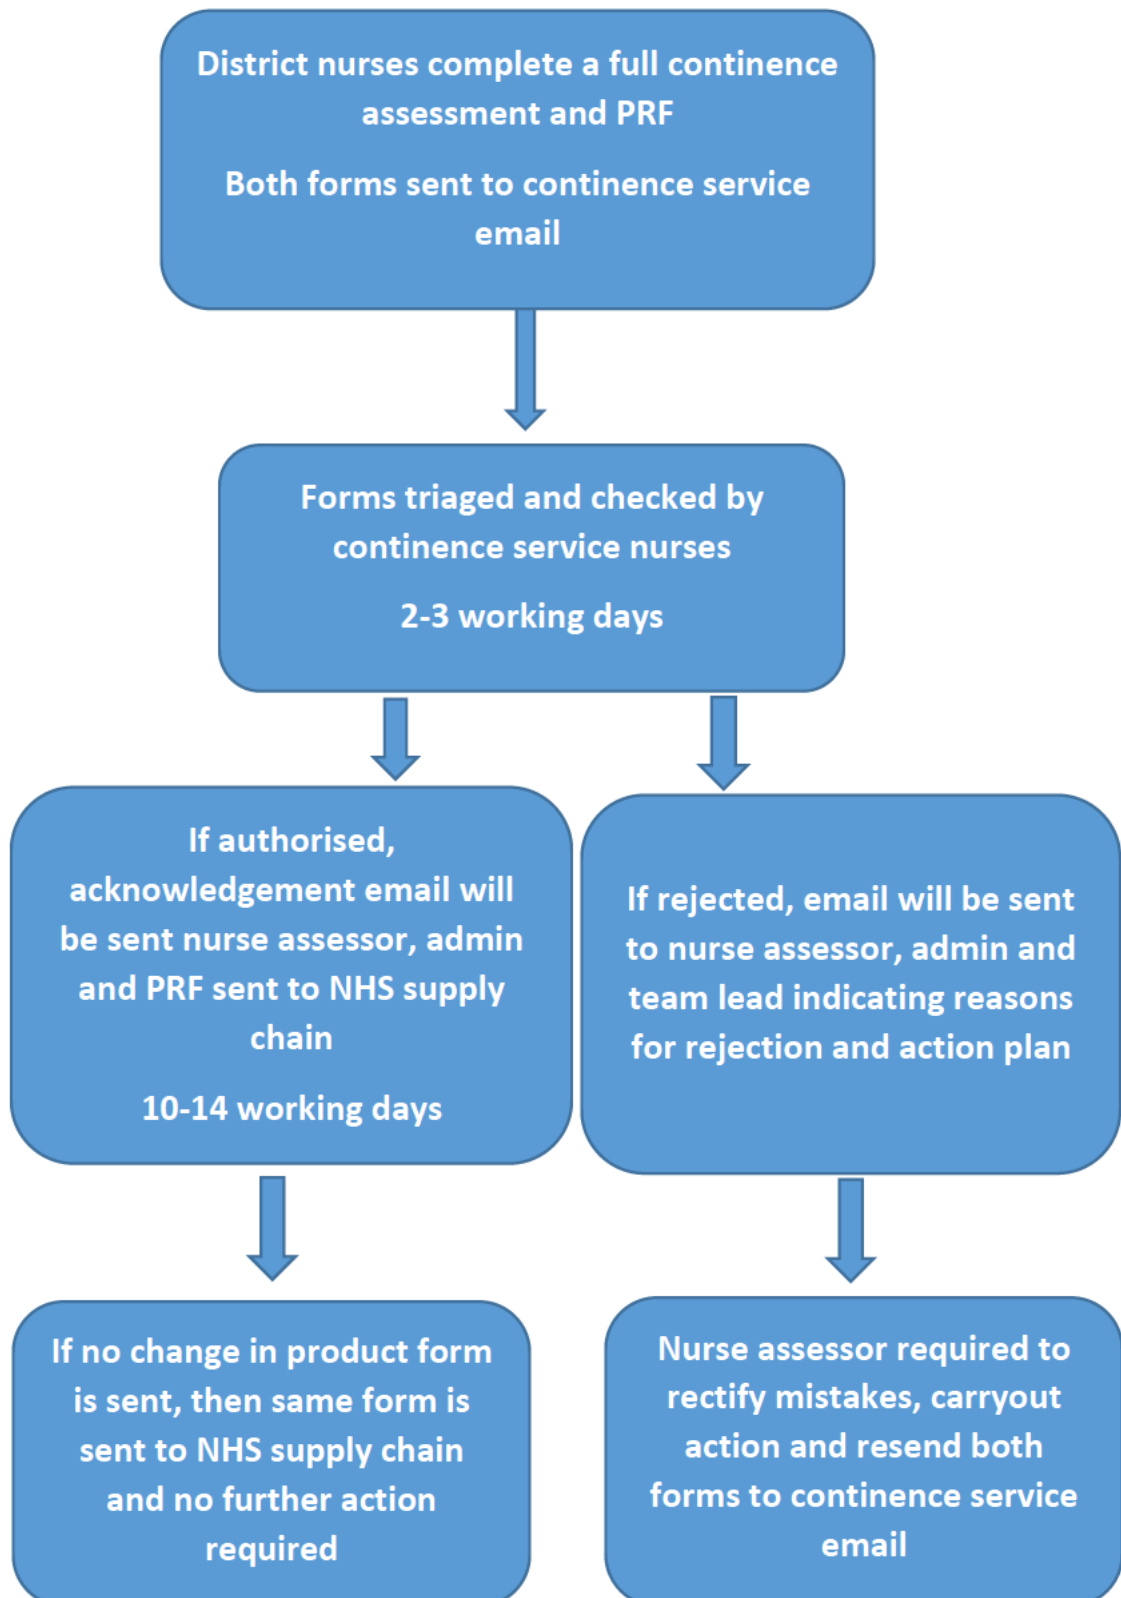 District nurses complete a full continence
assessment and PRF
Both forms sent to continence service
email
Forms triaged and checked by
continence service nurses
2-3 working days
If authorised,
acknowledgement email will
be sent nurse assessor, admin
and PRF sent to NHS supply
chain
10-14 working days
If rejected, email will be sent
to nurse assessor, admin and
team lead indicating reasons
for rejection and action plan
If no change in product form
is sent, then same form is
sent to NHS supply chain
and no further action
required
Nurse assessor required to
rectify mistakes, carryout
action and resend both
forms to continence service
email